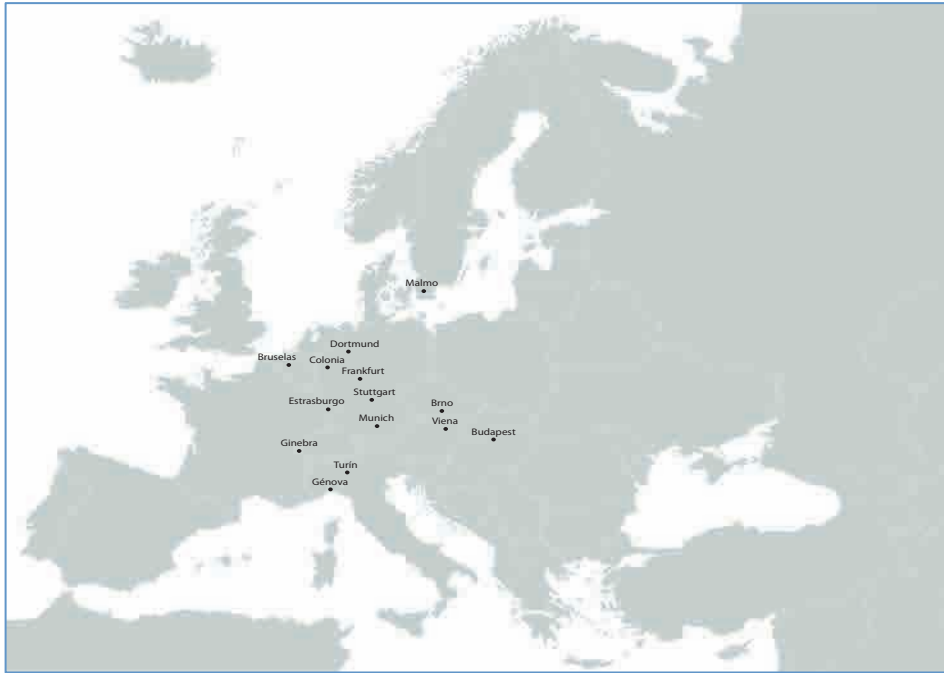 Malmo
Dortmund
Bruselas
Colonia
Frankfurt
Stuttgart
Estrasburgo
Brno
Munich
Viena
Budapest
Ginebra
Turín
Génova